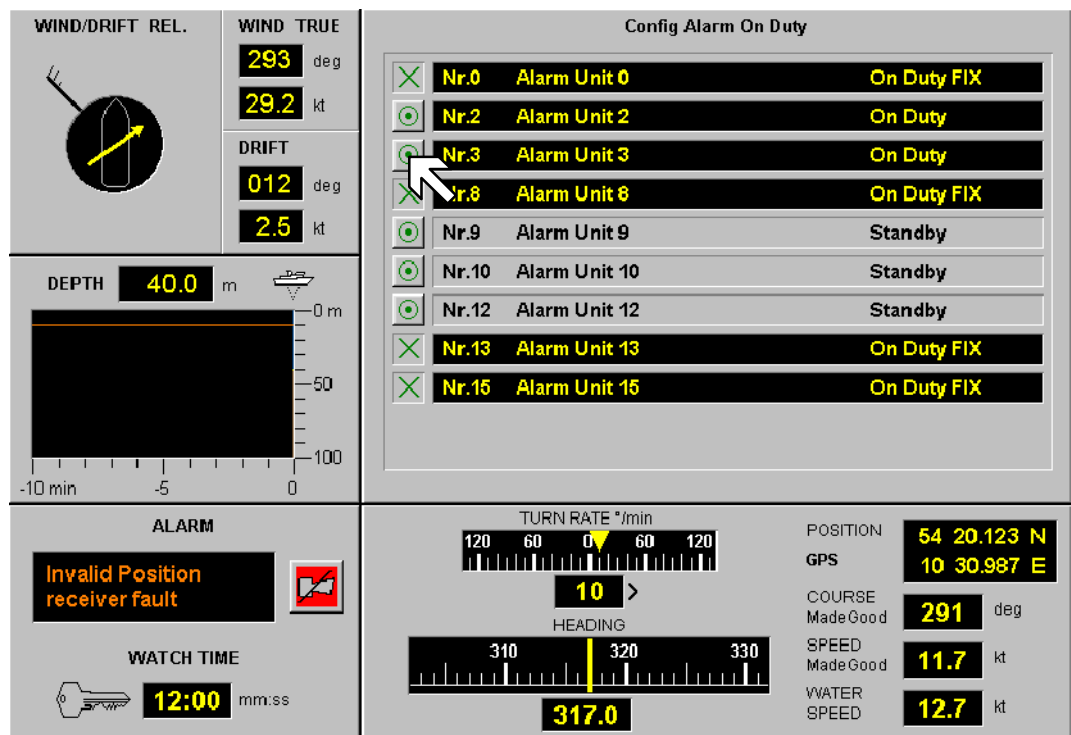 WIND/DRIFT REL.
WIND TRUE
293 deg
29.2 kt
DRIFT
012 deg
2.5 kt
DEPTH 40.0 m
0 m
50
100
-10 min -5 0
Config Alarm On Duty
Nr.0 Alarm Unit 0 On Duty FIX
Nr.2 Alarm Unit 2 On Duty
Nr.3 Alarm Unit 3 On Duty
Nr.8 Alarm Unit 8 On Duty FIX
Nr.9 Alarm Unit 9 Standby
Nr.10 Alarm Unit 10 Standby
Nr.12 Alarm Unit 12 Standby
Nr.13 Alarm Unit 13 On Duty FIX
Nr.15 Alarm Unit 15 On Duty FIX
ALARM
Invalid Position
receiver fault
WATCH TIME
12:00 mm:ss
TURN RATE °/min
120 60 0 60 120
10 >
HEADING
310 320 330
317.0
POSITION
GPS
54 20.123 N
10 30.987 E
COURSE
MadeGood
291 deg
SPEED
MadeGood
11.7 kt
WATER
SPEED
12.7 kt